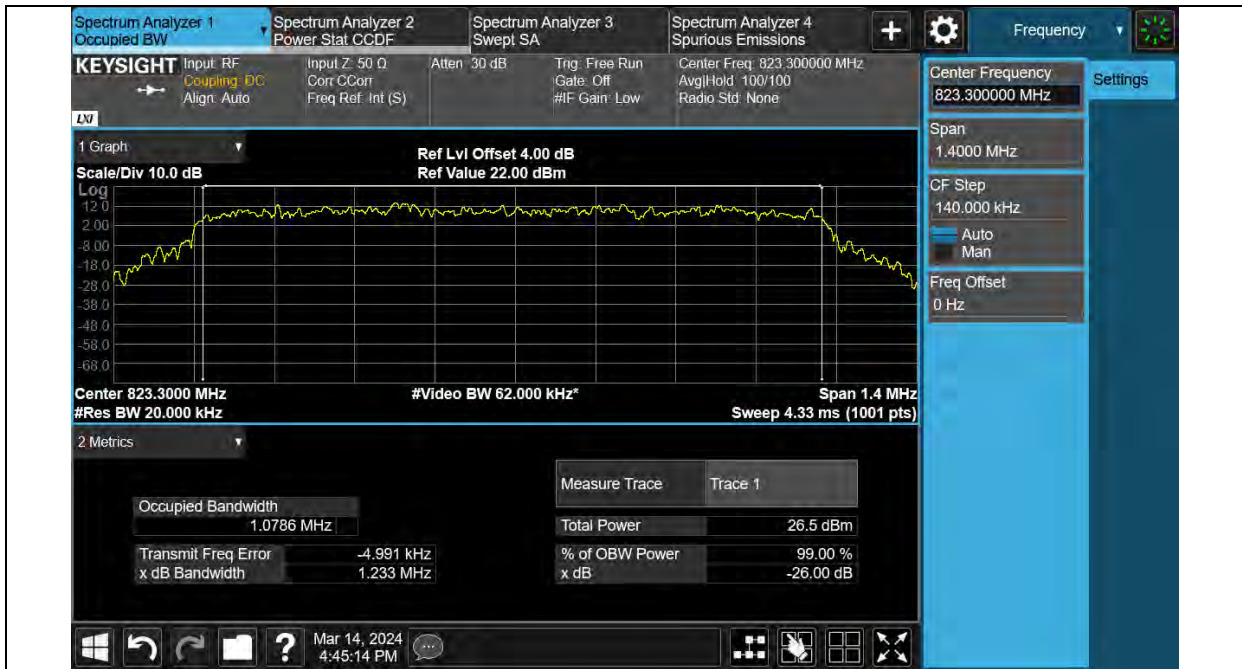 Spectrum Analyzer 1
Occupied BW
Spectrum Analyzer 2
Power Stat CCDF
Spectrum Analyzer 3
Swept SA
Spectrum Analyzer 4
Spurious Emissions
Frequency
KEYSIGHT
Input: RF
Coupling: DC
Align: Auto
Input Z: 50 Ω
Corr CCorr
Freq Ref: Int (S)
Atten: 30 dB
Trig: Free Run
Gate: Off
#IF Gain: Low
Center Freq: 823.300000 MHz
Avg|Hold: 100/100
Radio Std: None
LXI
Center Frequency
823.300000 MHz
Settings
Span
1.4000 MHz
CF Step
140.000 kHz
Auto
Man
Freq Offset
0 Hz
1 Graph
Scale/Div 10.0 dB
Ref Lvl Offset 4.00 dB
Ref Value 22.00 dBm
Log
12.0
2.00
-8.00
-18.0
-28.0
-38.0
-48.0
-58.0
-68.0
Center 823.3000 MHz
#Video BW 62.000 kHz*
Span 1.4 MHz
#Res BW 20.000 kHz
Sweep 4.33 ms (1001 pts)
2 Metrics
Measure Trace
Trace 1
Occupied Bandwidth
1.0786 MHz
Total Power
26.5 dBm
Transmit Freq Error
-4.991 kHz
% of OBW Power
99.00 %
x dB Bandwidth
1.233 MHz
x dB
-26.00 dB
?
Mar 14, 2024
4:45:14 PM